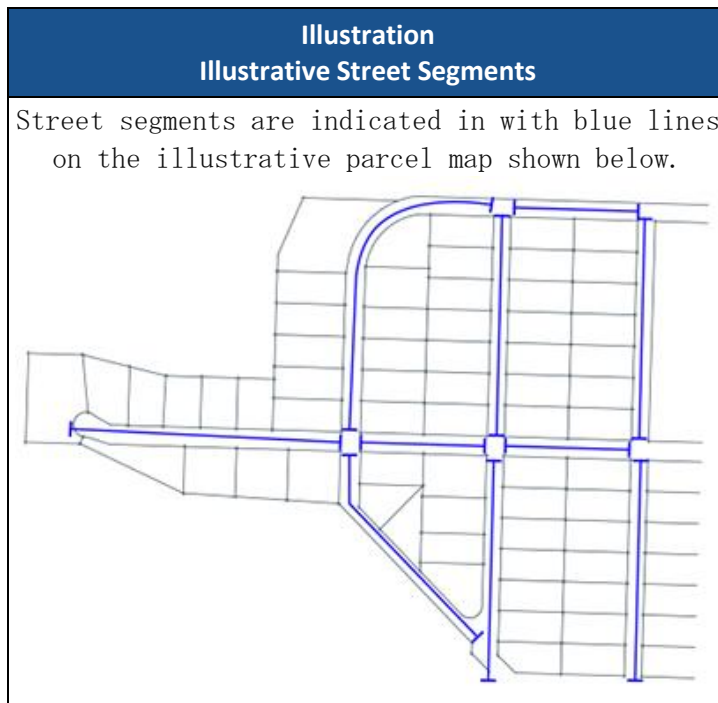 Illustration
Illustrative Street Segments
Street segments are indicated in with blue lines
on the illustrative parcel map shown below.